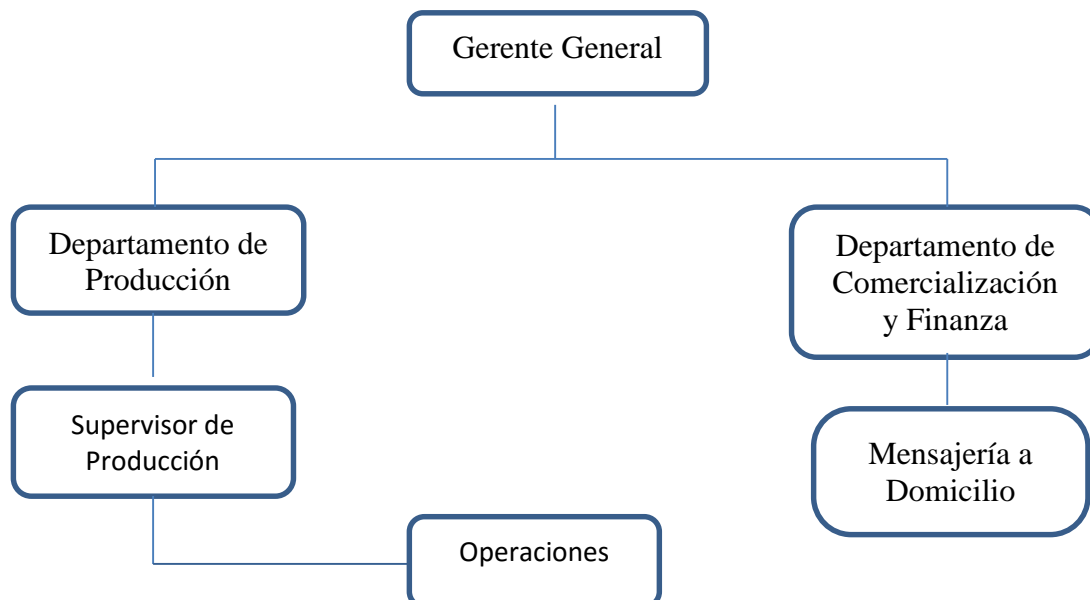 Gerente General
Departamento de
Producción
Departamento de
Comercialización
y Finanza
Supervisor de
Producción
Mensajería a
Domicilio
Operaciones